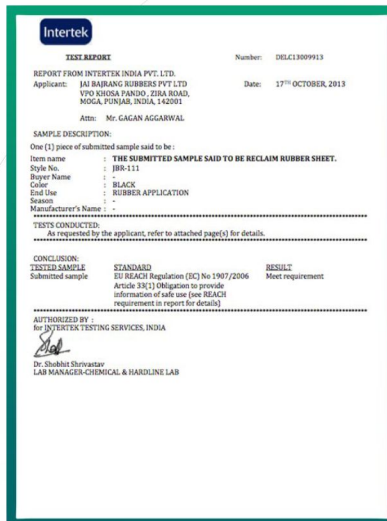 Intertek
TEST REPORT Number: DELC13009913
REPORT FROM INTERTEK INDIA PVT. LTD.
Applicant: JAI BAJRANG RUBBERS PVT LTD Date: 17TH OCTOBER, 2013
VPO KHOSA PANDO , ZIRA ROAD,
MOGA, PUNJAB, INDIA, 142001
Attn: Mr. GAGAN AGGARWAL
SAMPLE DESCRIPTION:
One (1) piece of submitted sample said to be :
Item name : THE SUBMITTED SAMPLE SAID TO BE RECLAIM RUBBER SHEET.
Style No. : JBR-111
Buyer Name : -
Color : BLACK
End Use : RUBBER APPLICATION
Season : -
Manufacturer's Name : -
TESTS CONDUCTED:
As requested by the applicant, refer to attached page(s) for details.
CONCLUSION:
TESTED SAMPLE STANDARD RESULT
Submitted sample EU REACH Regulation (EC) No 1907/2006 Meet requirement
Article 33(1) Obligation to provide
information of safe use (see REACH
requirement in report for details)
AUTHORIZED BY :
for INTERTEK TESTING SERVICES, INDIA
Dr. Shobhit Shrivastav
LAB MANAGER-CHEMICAL & HARDLINE LAB